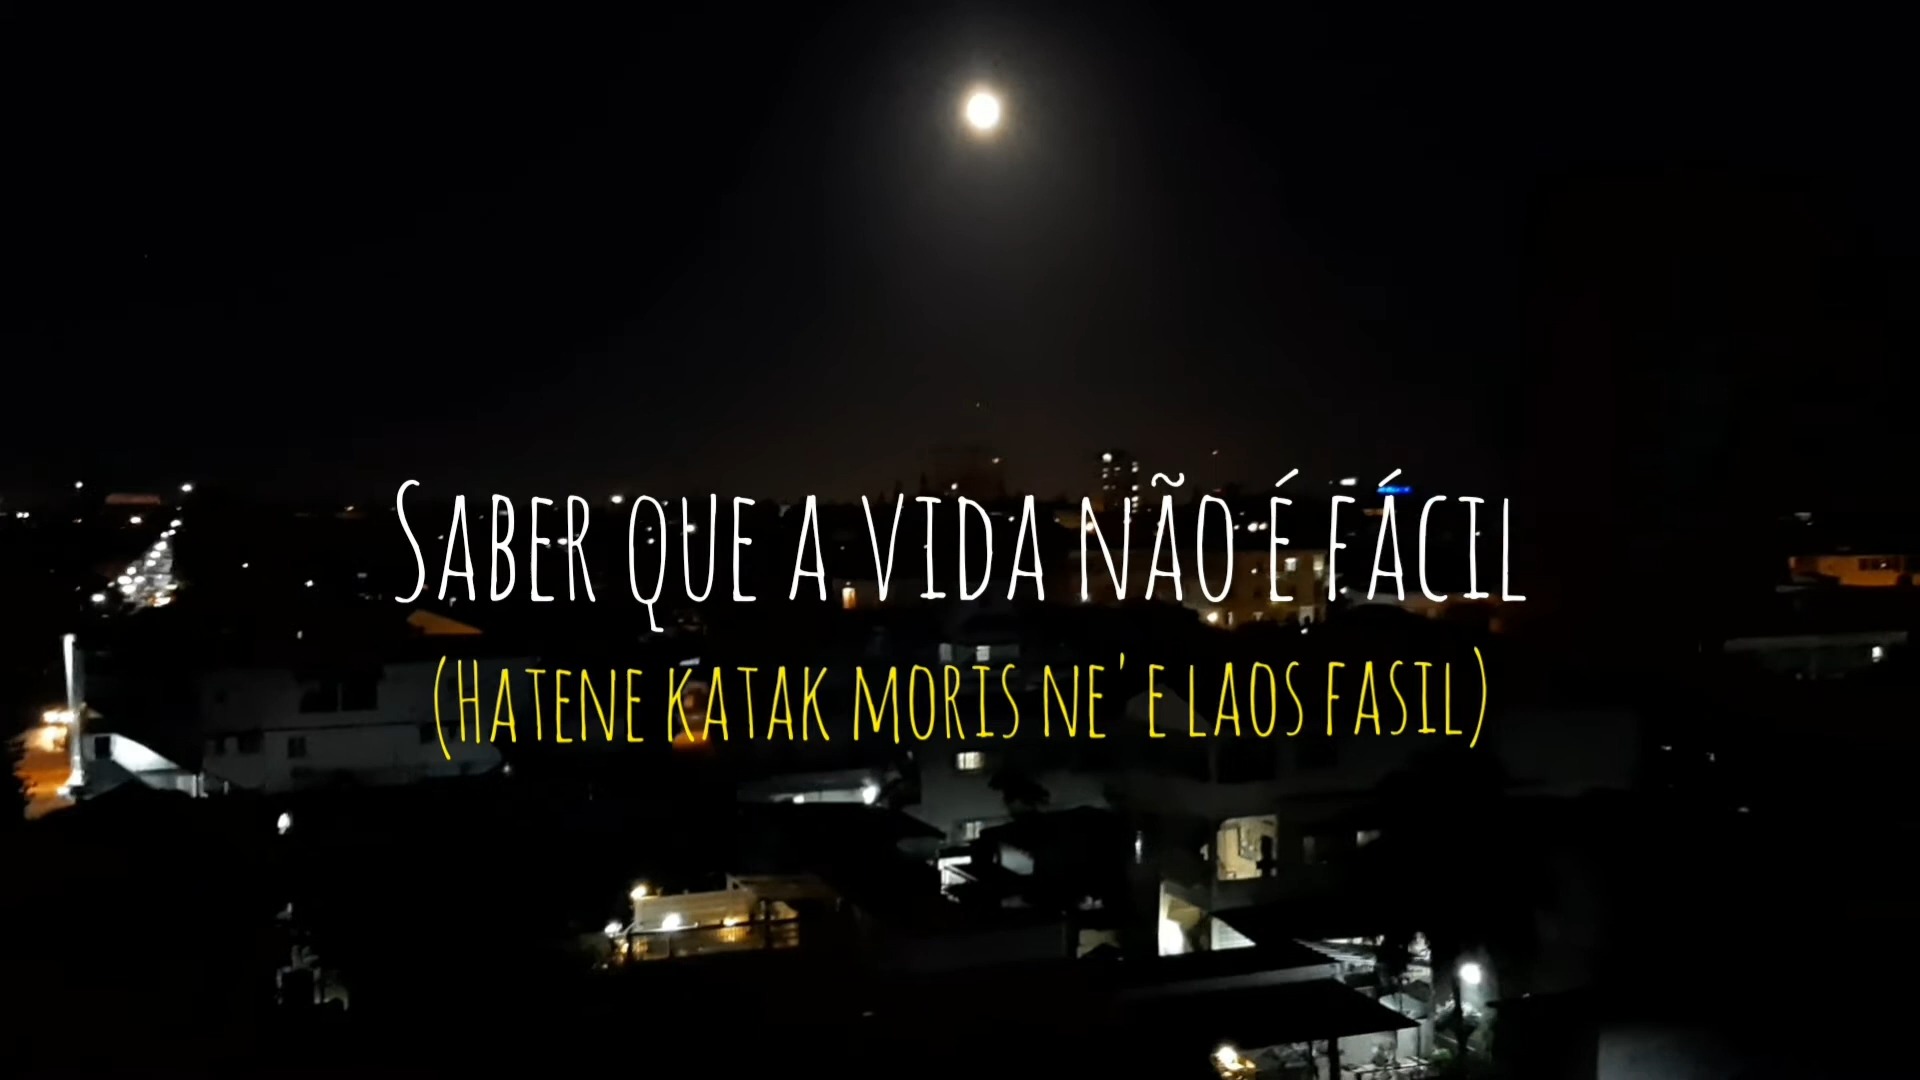 Saber que a vida não é fácil
(Hatene katak moris ne'e laos fasil)